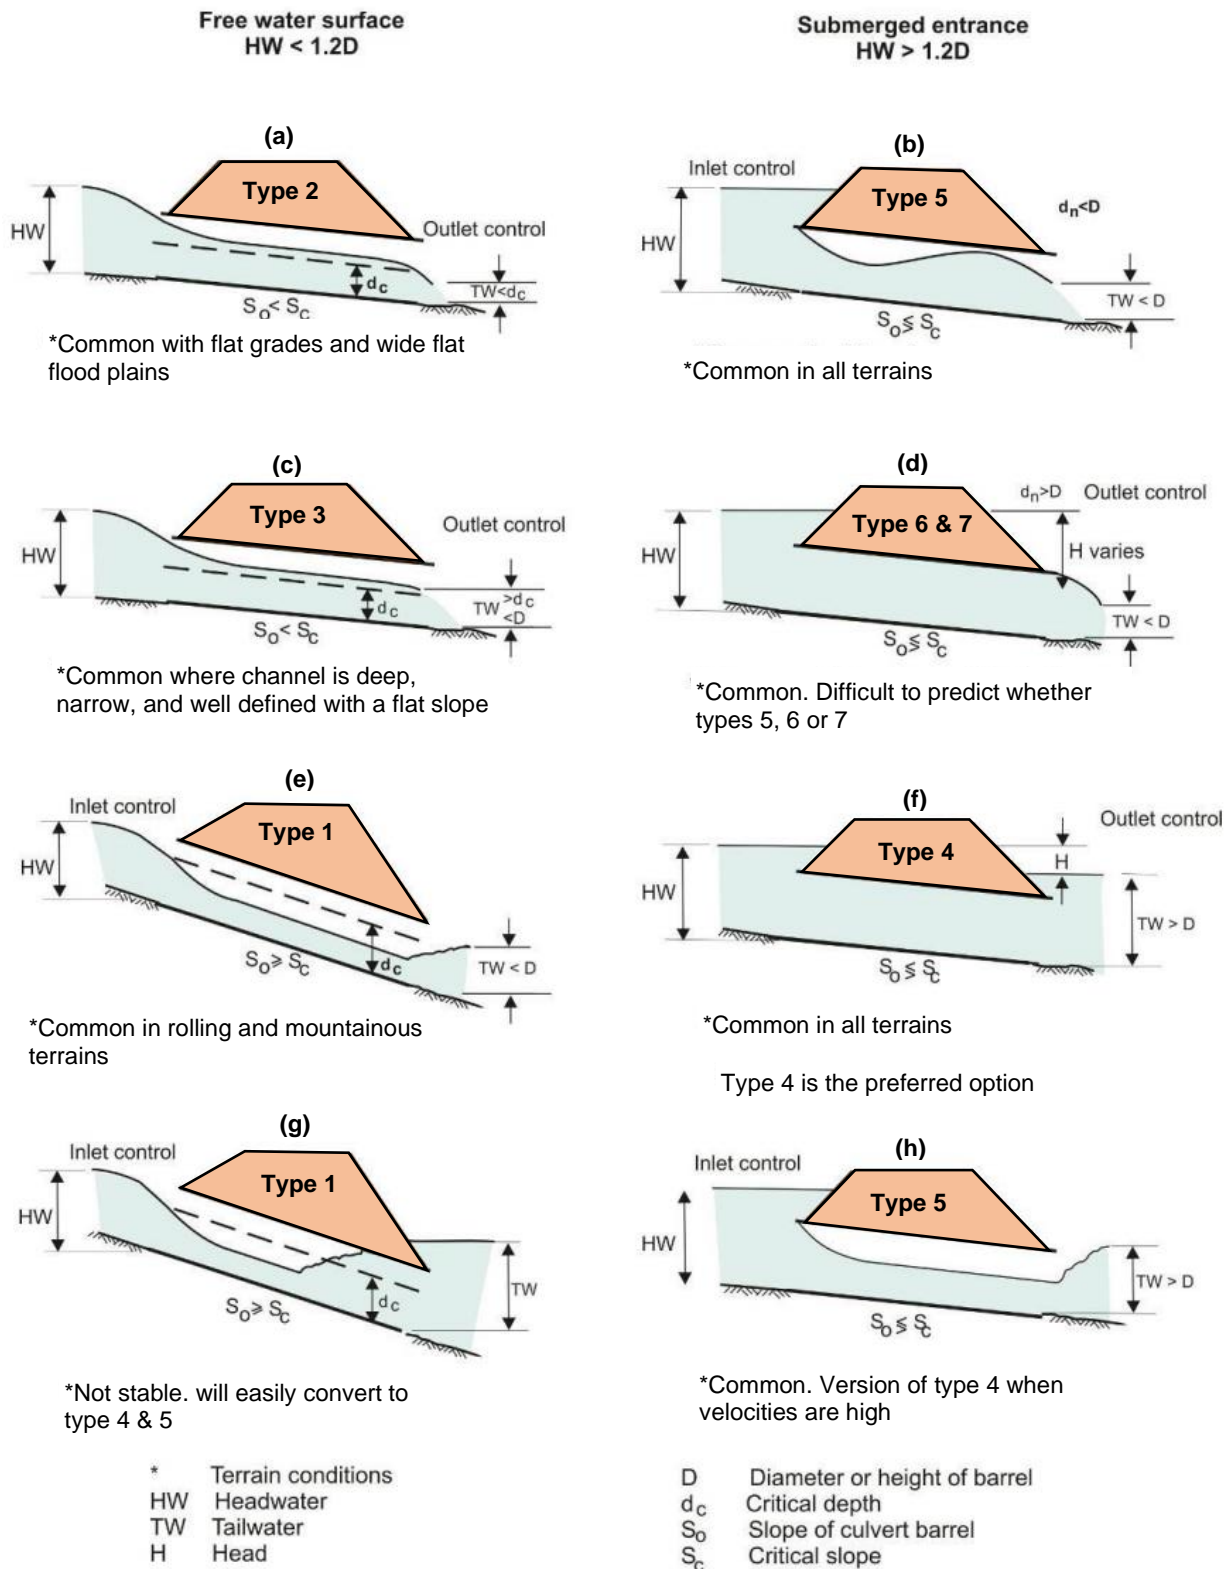 Free water surface
HW < 1.2D
Submerged entrance
HW > 1.2D
(a)
Type 2
HW
Outlet control
dc
TW<dc
So< Sc
*Common with flat grades and wide flat
flood plains
(b)
Inlet control
Type 5
dn<D
HW
TW < D
So≤ Sc
*Common in all terrains
(c)
Type 3
Outlet control
HW
dc
TW >dc
<D
So< Sc
*Common where channel is deep,
narrow, and well defined with a flat slope
(d)
dn>D
Outlet control
Type 6 & 7
HW
H varies
TW < D
So≤ Sc
*Common. Difficult to predict whether
types 5, 6 or 7
(e)
Inlet control
Type 1
HW
dc
TW < D
So≥ Sc
*Common in rolling and mountainous
terrains
(f)
Outlet control
Type 4
H
HW
TW > D
So≤ Sc
*Common in all terrains
Type 4 is the preferred option
(g)
Inlet control
Type 1
HW
dc
TW
So≥ Sc
*Not stable. will easily convert to
type 4 & 5
(h)
Inlet control
Type 5
HW
TW > D
So≤ Sc
*Common. Version of type 4 when
velocities are high
* Terrain conditions
HW Headwater
TW Tailwater
H Head
D Diameter or height of barrel
dc Critical depth
So Slope of culvert barrel
Sc Critical slope